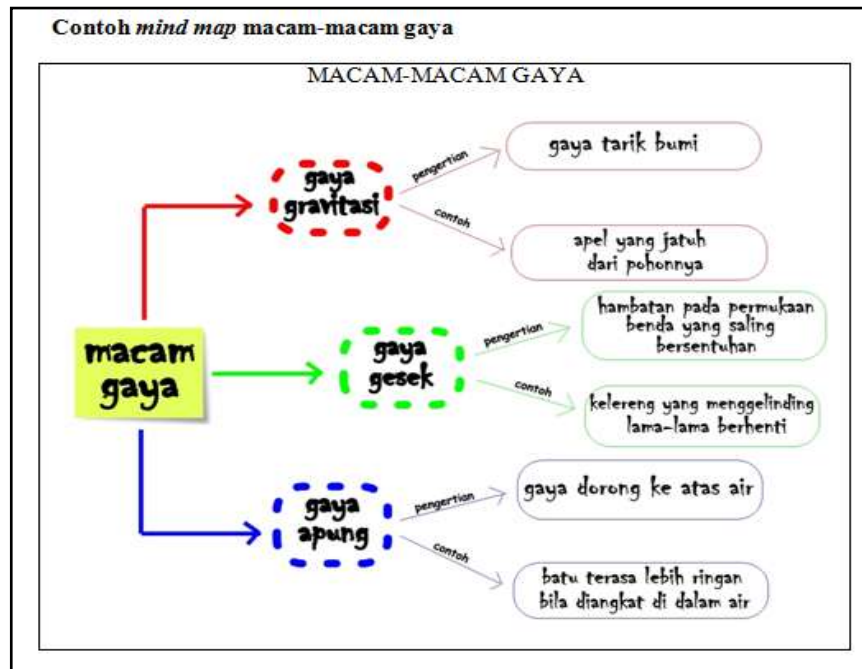 Contoh mind map macam-macam gaya
MACAM-MACAM GAYA
macam
gaya
gaya
gravitasi
pengertian
gaya tarik bumi
contoh
apel yang jatuh
dari pohonnya
gaya
gesek
pengertian
hambatan pada permukaan
benda yang saling
bersentuhan
contoh
kelereng yang menggelinding
lama-lama berhenti
gaya
apung
pengertian
gaya dorong ke atas air
contoh
batu terasa lebih ringan
bila diangkat di dalam air